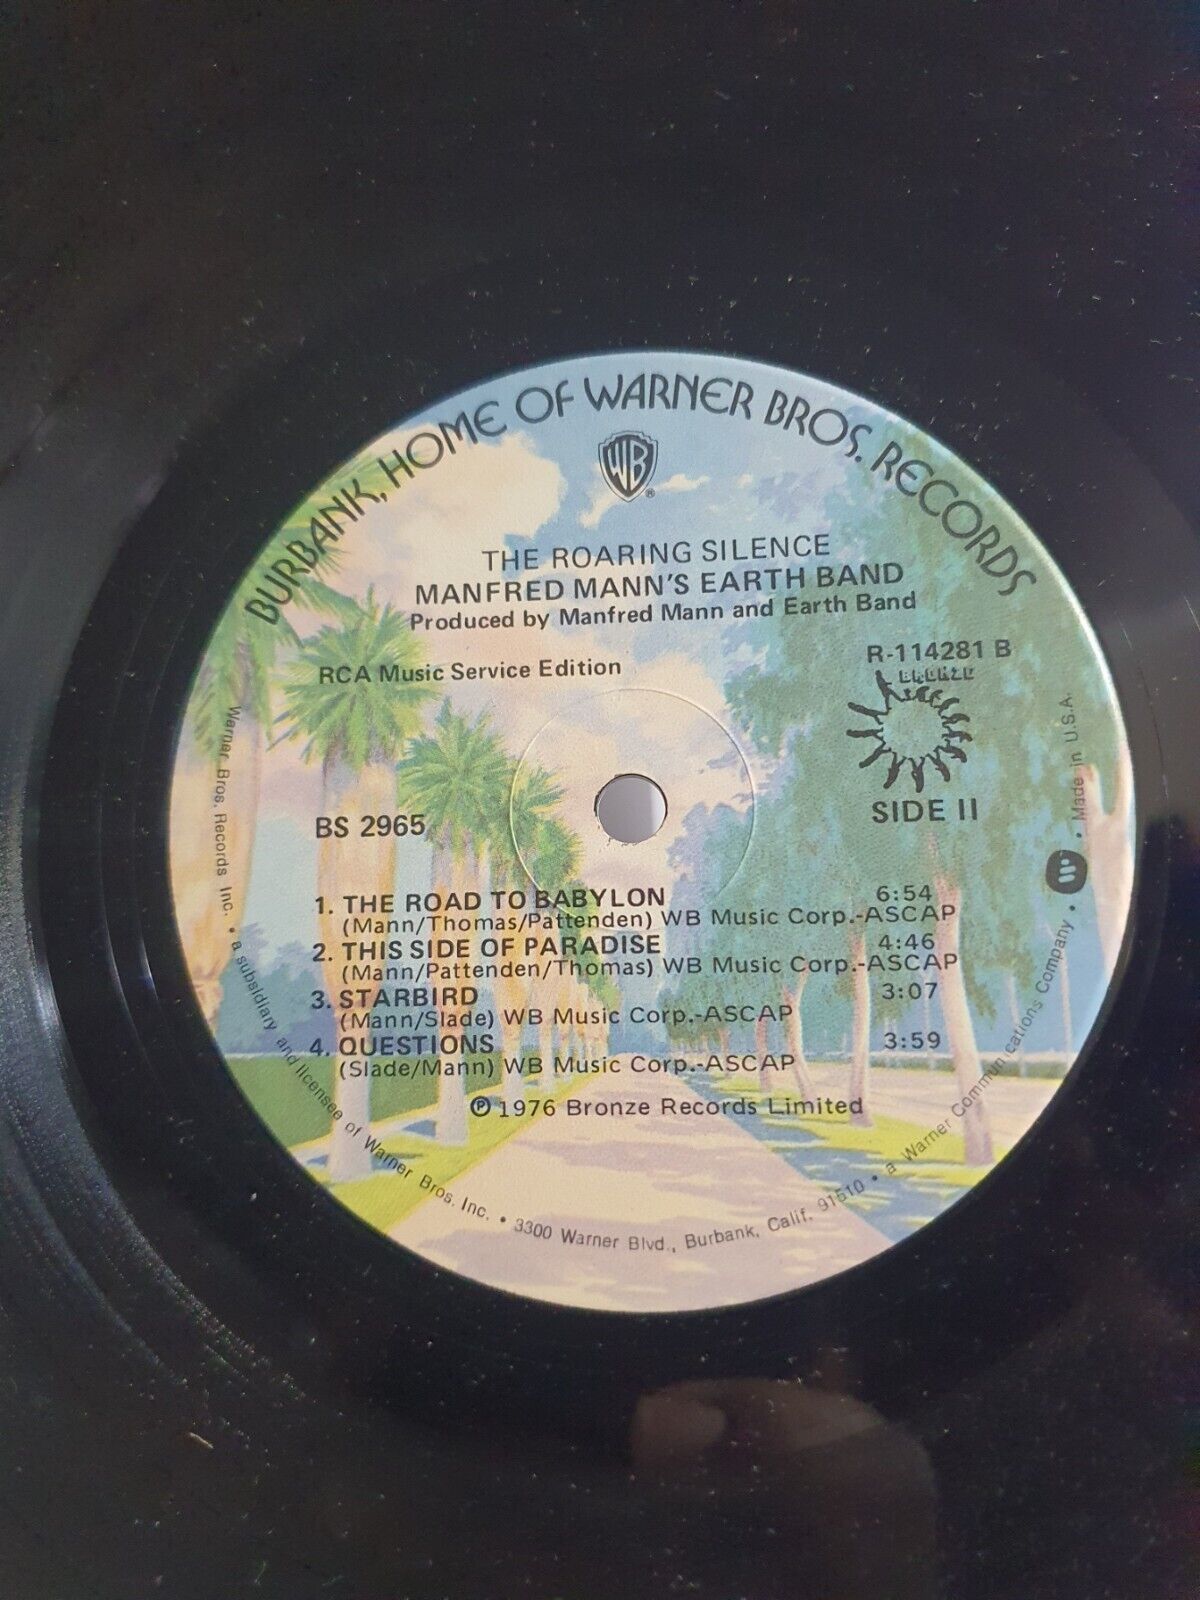 BURBANK, HOME OF WARNER BROS. RECORDS
WB
®
THE ROARING SILENCE
MANFRED MANN'S EARTH BAND
Produced by Manfred Mann and Earth Band
RCA Music Service Edition
R-114281 B
BRONZE
BS 2965
SIDE II
1. THE ROAD TO BABYLON 6:54
(Mann/Thomas/Pattenden) WB Music Corp.-ASCAP
2. THIS SIDE OF PARADISE 4:46
(Mann/Pattenden/Thomas) WB Music Corp.-ASCAP
3. STARBIRD 3:07
(Mann/Slade) WB Music Corp.-ASCAP
4. QUESTIONS 3:59
(Slade/Mann) WB Music Corp.-ASCAP
℗ 1976 Bronze Records Limited
Warner Bros. Records Inc. • a subsidiary and licensee of Warner Bros. Inc. • 3300 Warner Blvd., Burbank, Calif. 91510 • a Warner Communications Company • Made in U.S.A.